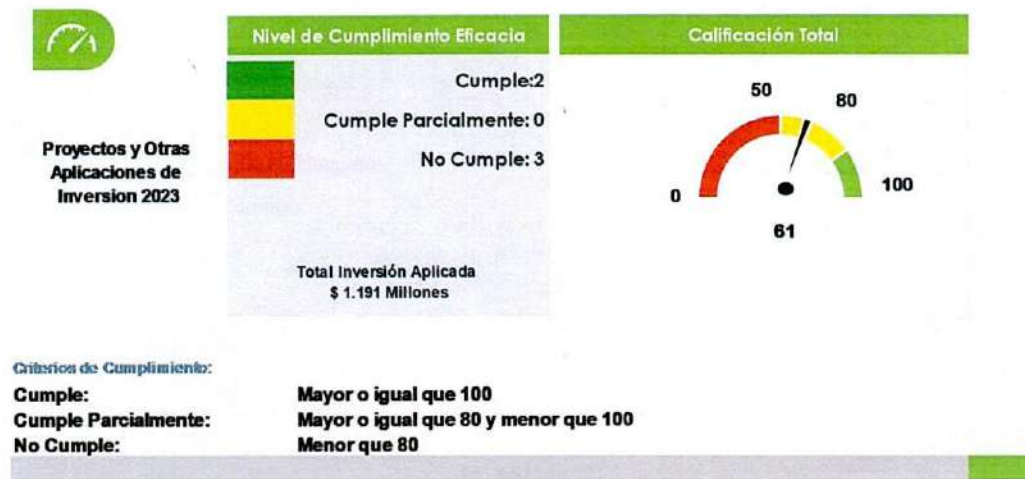 Nivel de Cumplimiento Eficacia
Calificación Total
Cumple:2
Cumple Parcialmente: 0
No Cumple: 3
Proyectos y Otras
Aplicaciones de
Inversion 2023
Total Inversión Aplicada
$ 1.191 Millones
50
80
0
100
61
Criterios de Cumplimiento:
Cumple: Mayor o igual que 100
Cumple Parcialmente: Mayor o igual que 80 y menor que 100
No Cumple: Menor que 80